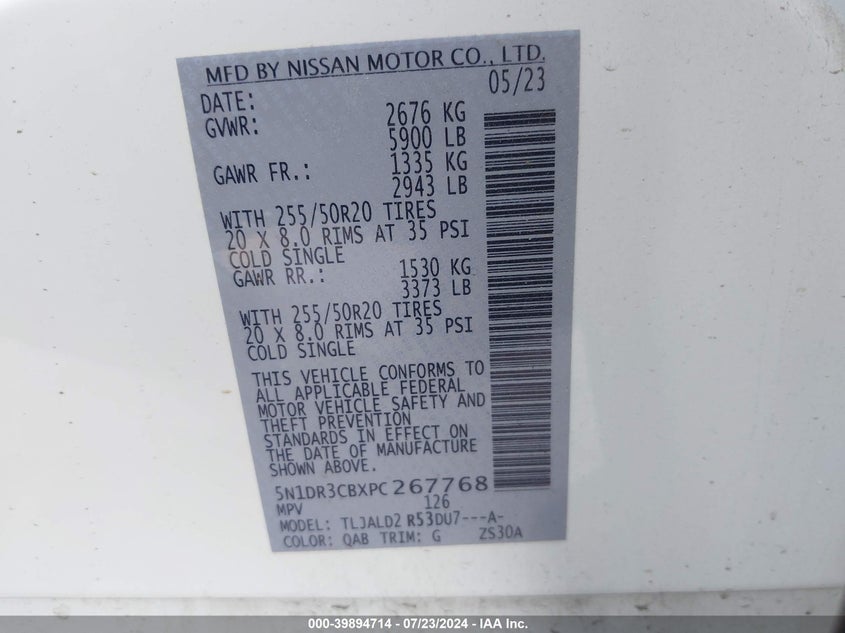 MFD BY NISSAN MOTOR CO., LTD.
DATE: 05/23
GVWR: 2676 KG
5900 LB
GAWR FR.: 1335 KG
2943 LB
WITH 255/50R20 TIRES
20 X 8.0 RIMS AT 35 PSI
COLD SINGLE
GAWR RR.: 1530 KG
3373 LB
WITH 255/50R20 TIRES
20 X 8.0 RIMS AT 35 PSI
COLD SINGLE
THIS VEHICLE CONFORMS TO
ALL APPLICABLE FEDERAL
MOTOR VEHICLE SAFETY AND
THEFT PREVENTION
STANDARDS IN EFFECT ON
THE DATE OF MANUFACTURE
SHOWN ABOVE.
5N1DR3CBXPC267768
MPV 126
MODEL: TLJALD2 R53DU7---A-
COLOR: QAB TRIM: G ZS30A
000-39894714 - 07/23/2024 - IAA Inc.